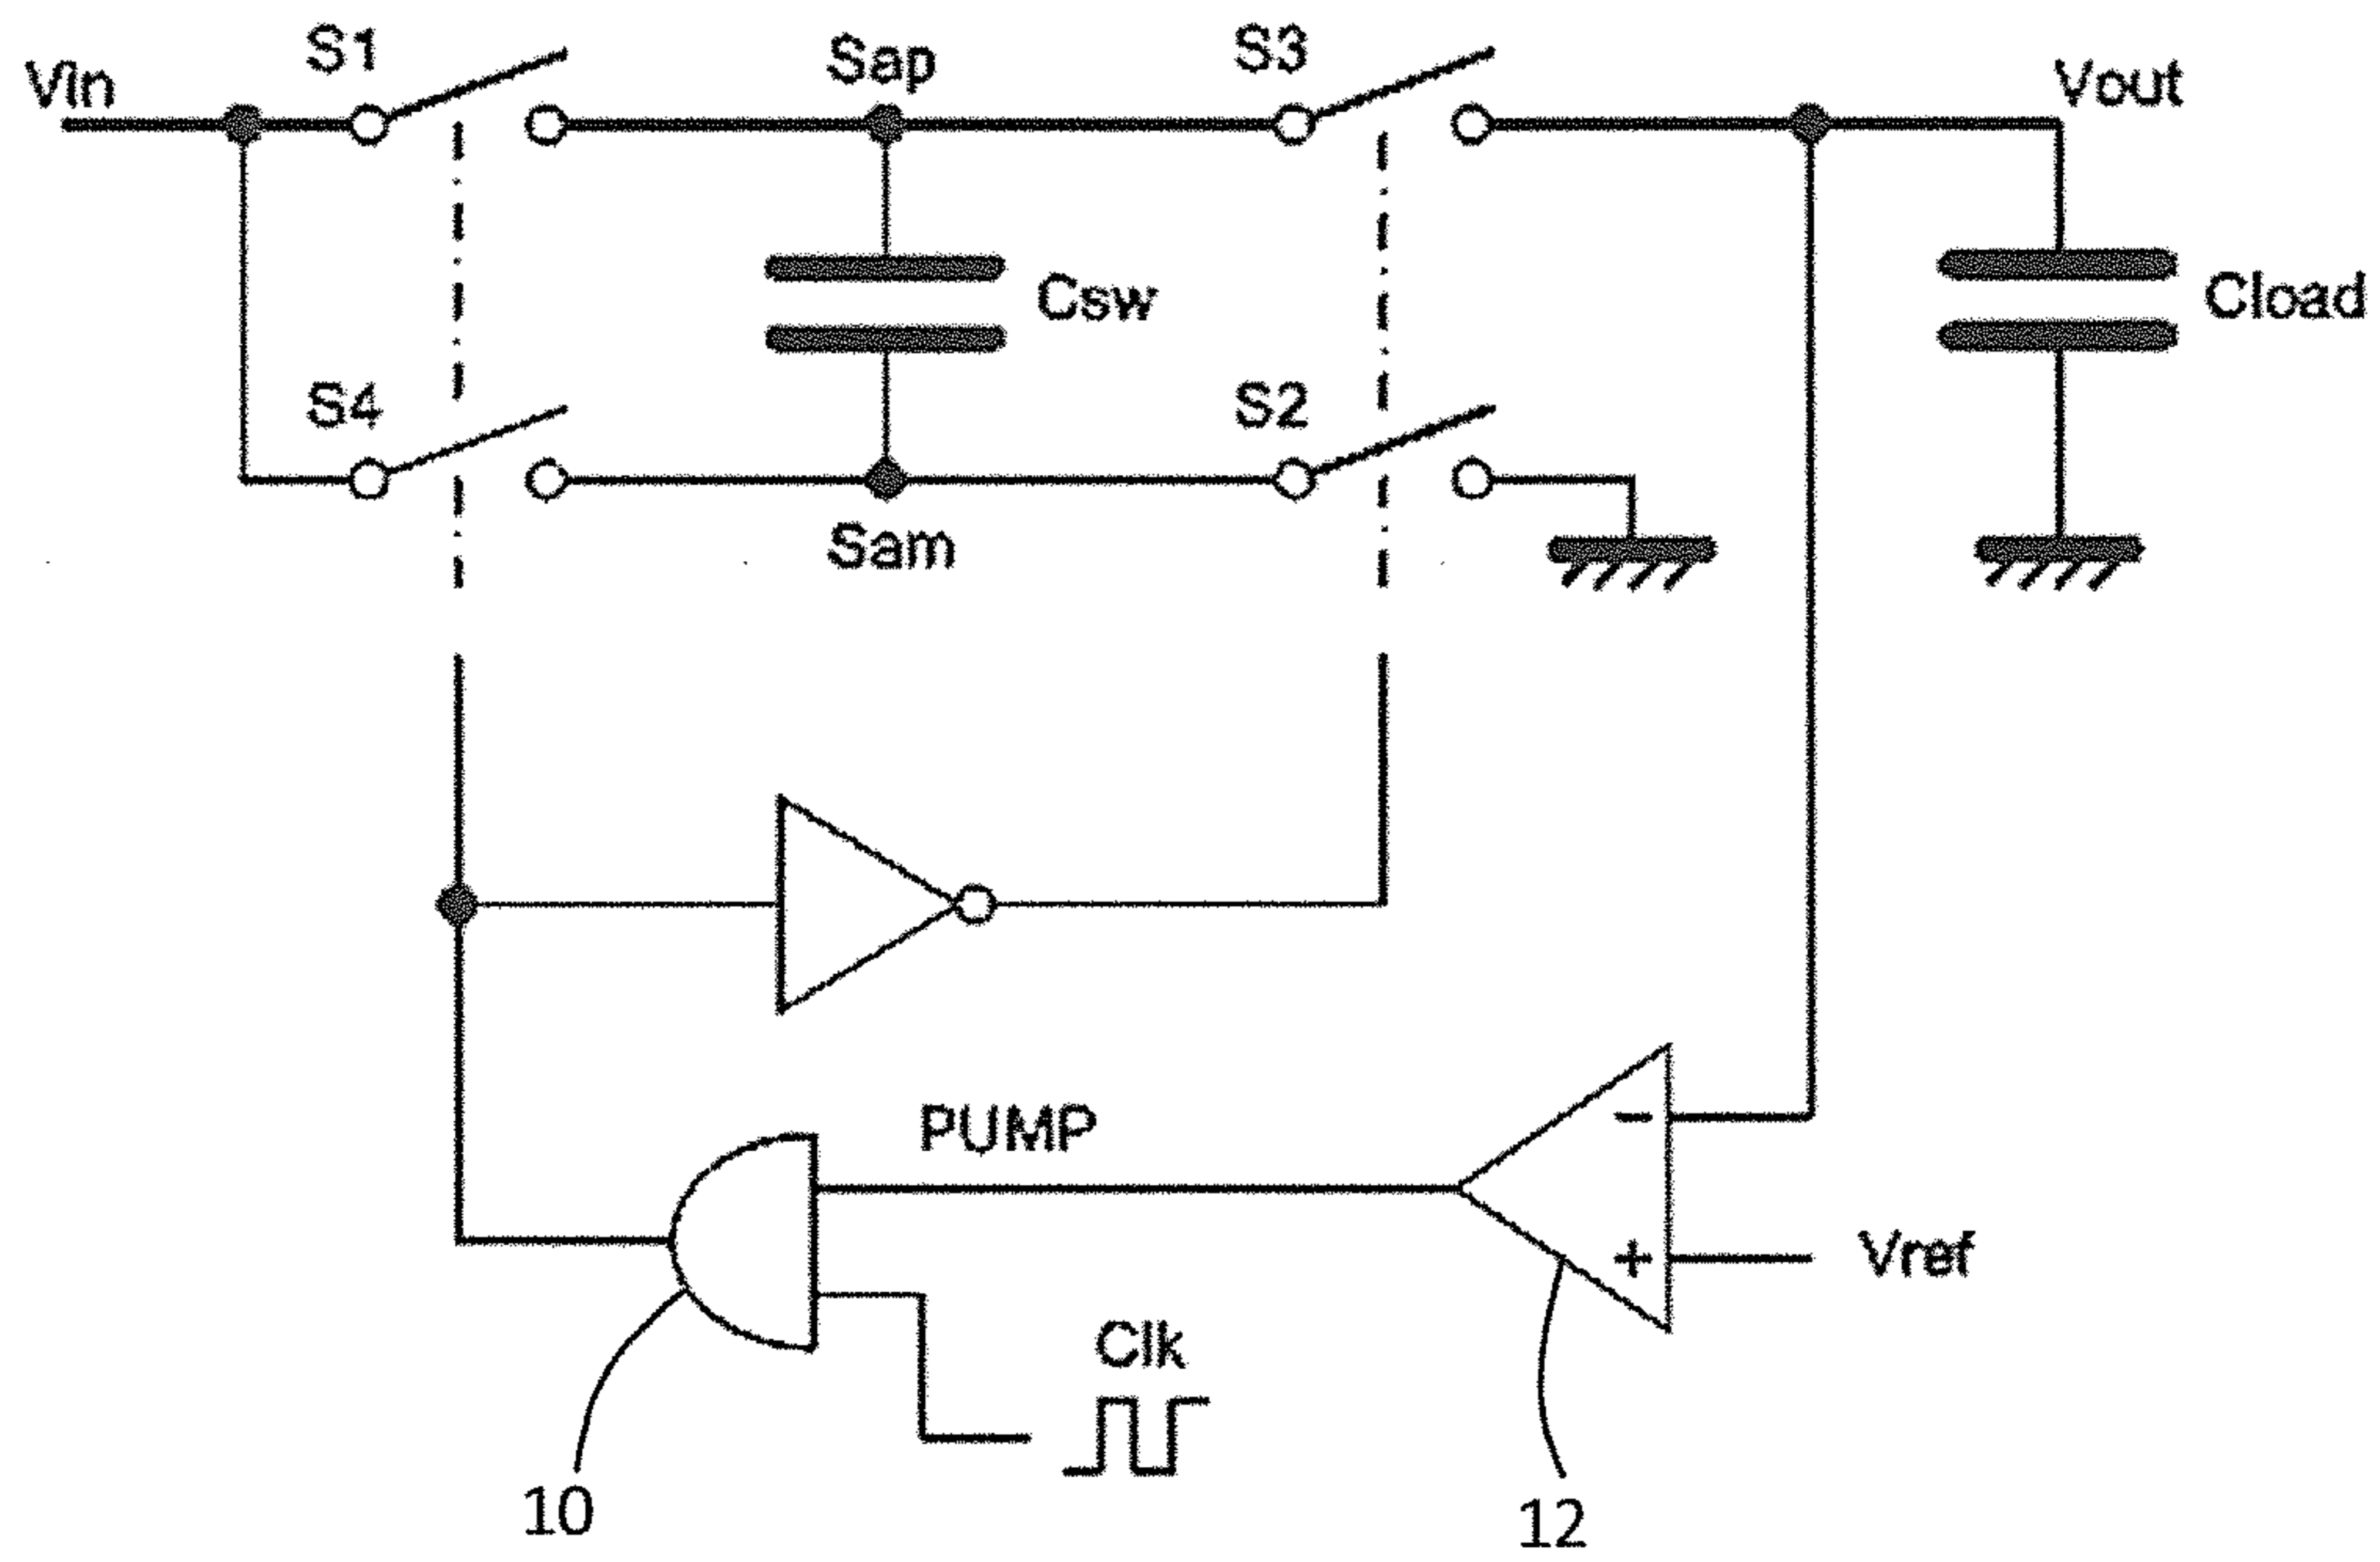 Vin
S1
Sap
S3
Vout
Csw
Cload
S4
S2
Sam
PUMP
-
+
Vref
Clk
10
12